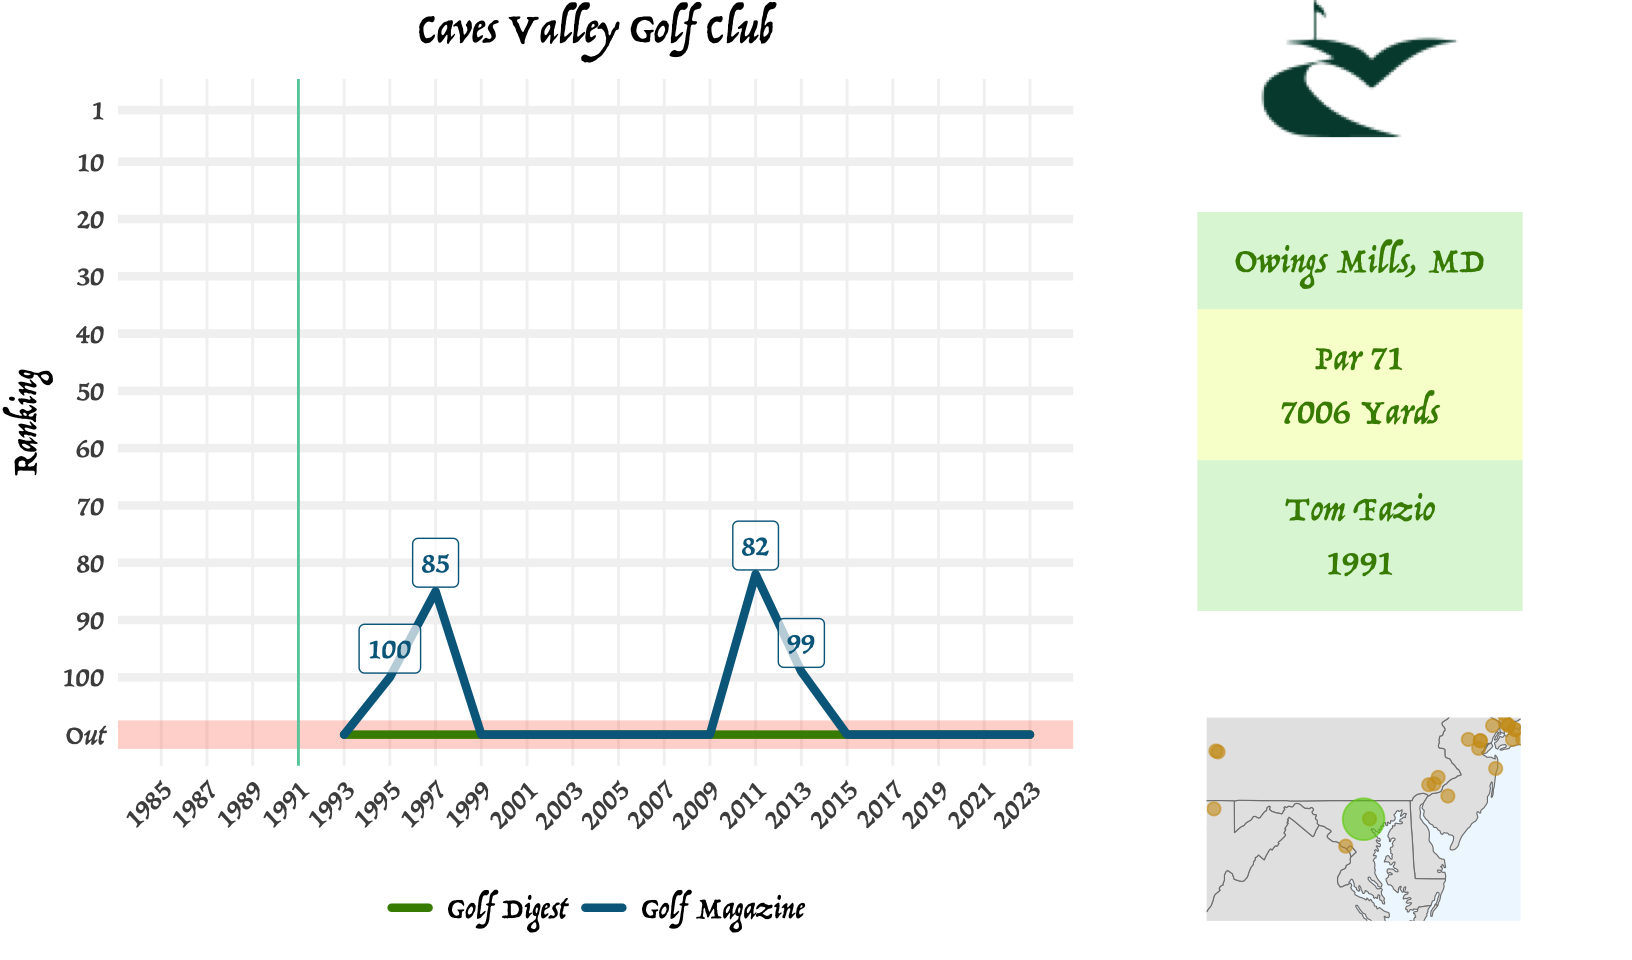 Caves Valley Golf Club
Ranking
1
10
20
30
40
50
60
70
80
90
100
Out
85
100
82
99
1985 1987 1989 1991 1993 1995 1997 1999 2001 2003 2005 2007 2009 2011 2013 2015 2017 2019 2021 2023
Golf Digest Golf Magazine
Owings Mills, MD
Par 71
7006 Yards
Tom Fazio
1991